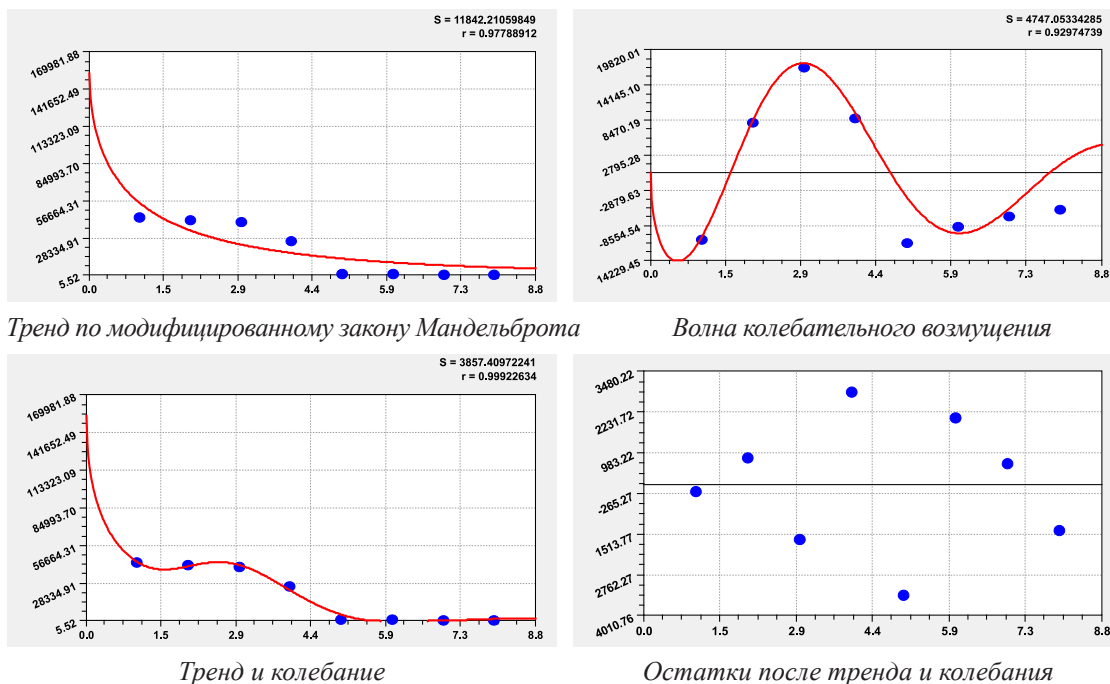 S = 11842.21059849
r = 0.97788912
169981.88
141652.49
113323.09
84993.70
56664.31
28334.91
5.52
0.0 1.5 2.9 4.4 5.9 7.3 8.8
Тренд по модифицированному закону Мандельброта
S = 4747.05334285
r = 0.92974739
19820.01
14145.10
8470.19
2795.28
-2879.63
-8554.54
14229.45
0.0 1.5 2.9 4.4 5.9 7.3 8.8
Волна колебательного возмущения
S = 3857.40972241
r = 0.99922634
169981.88
141652.49
113323.09
84993.70
56664.31
28334.91
5.52
0.0 1.5 2.9 4.4 5.9 7.3 8.8
Тренд и колебание
3480.22
2231.72
983.22
-265.27
1513.77
2762.27
4010.76
0.0 1.5 2.9 4.4 5.9 7.3 8.8
Остатки после тренда и колебания